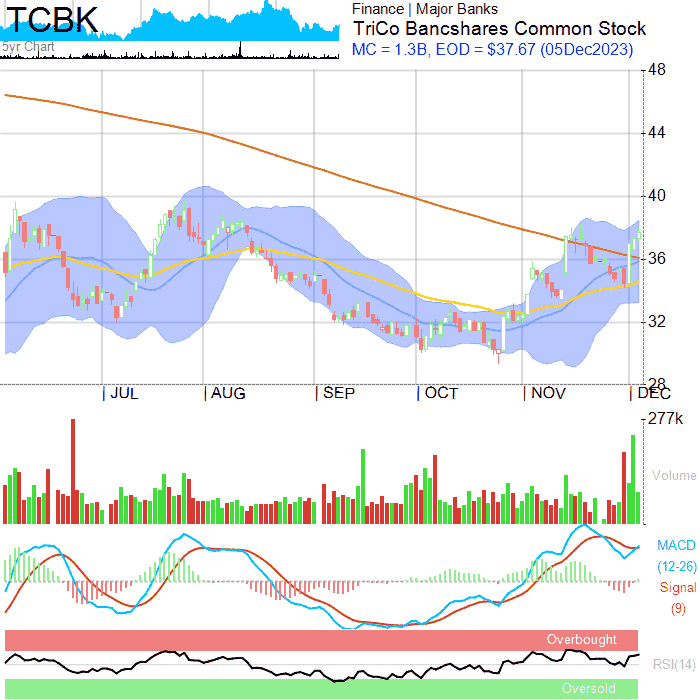 TCBK
5yr Chart
Finance | Major Banks
TriCo Bancshares Common Stock
MC = 1.3B, EOD = $37.67 (05Dec2023)
48
44
40
36
32
28
JUL AUG SEP OCT NOV DEC
277k
Volume
MACD
(12-26)
Signal
(9)
Overbought
RSI(14)
Oversold